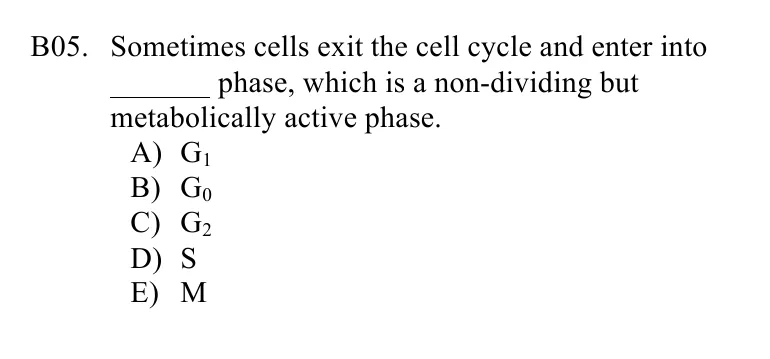 B05. Sometimes cells exit the cell cycle and enter into
_______ phase, which is a non-dividing but
metabolically active phase.
A) G₁
B) G₀
C) G₂
D) S
E) M